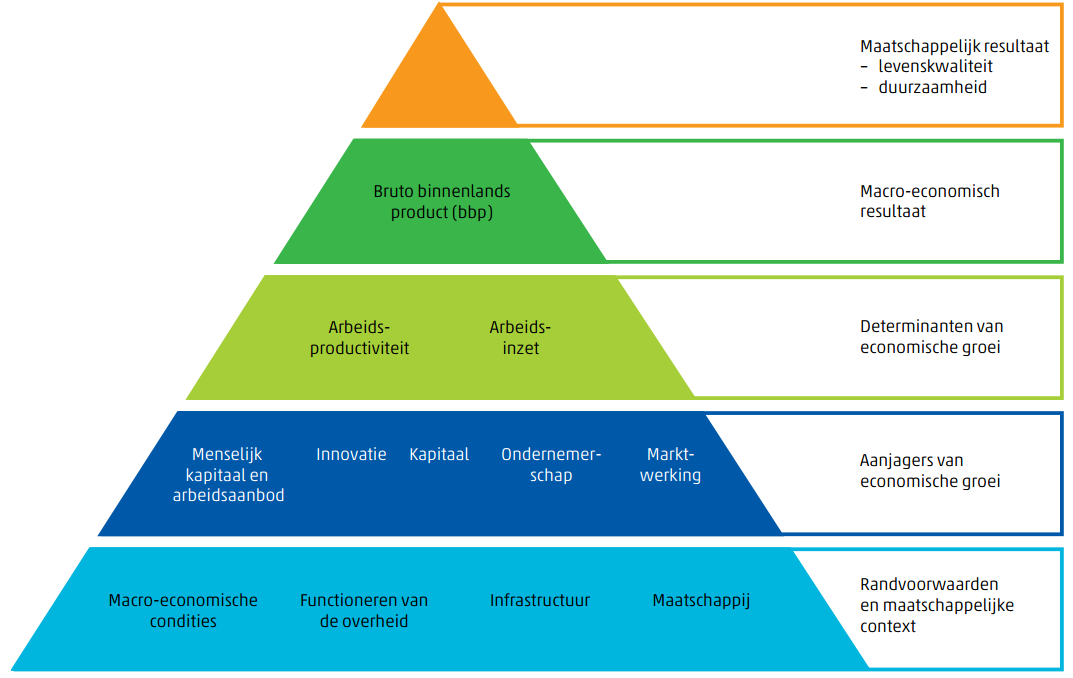 Maatschappelijk resultaat
– levenskwaliteit
– duurzaamheid
Bruto binnenlands
product (bbp)
Macro-economisch
resultaat
Arbeids-
productiviteit
Arbeids-
inzet
Determinanten van
economische groei
Menselijk
kapitaal en
arbeidsaanbod
Innovatie
Kapitaal
Ondernemer-
schap
Markt-
werking
Aanjagers van
economische groei
Macro-economische
condities
Functioneren van
de overheid
Infrastructuur
Maatschappij
Randvoorwaarden
en maatschappelijke
context